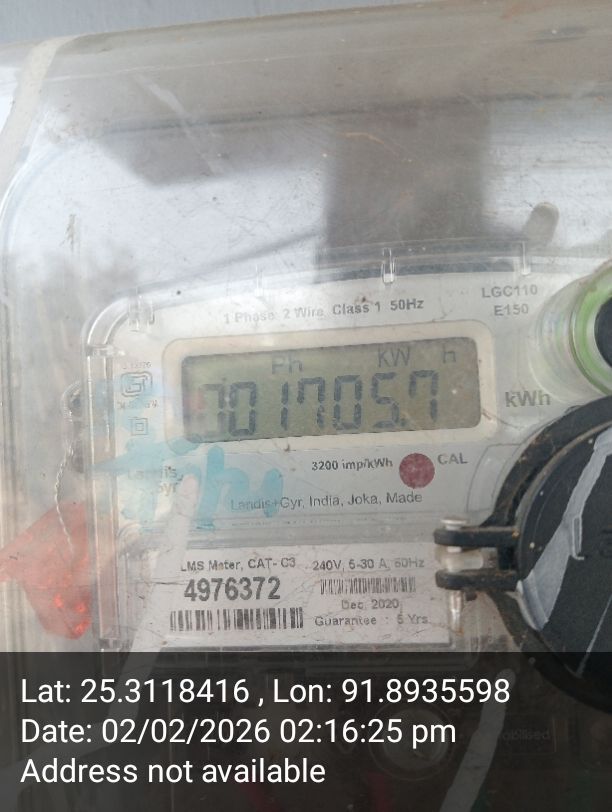 1 Phase 2 Wire Class 1 50Hz
LGC110
E150
Ph KW h
01705.7
kWh
3200 imp/kWh
CAL
Landis+Gyr, India, Joka, Made
LMS Meter, CAT- C3
4976372
240V, 5-30 A, 50Hz
Dec, 2020
Guarantee : 5 Yrs
Lat: 25.3118416 , Lon: 91.8935598
Date: 02/02/2026 02:16:25 pm
Address not available